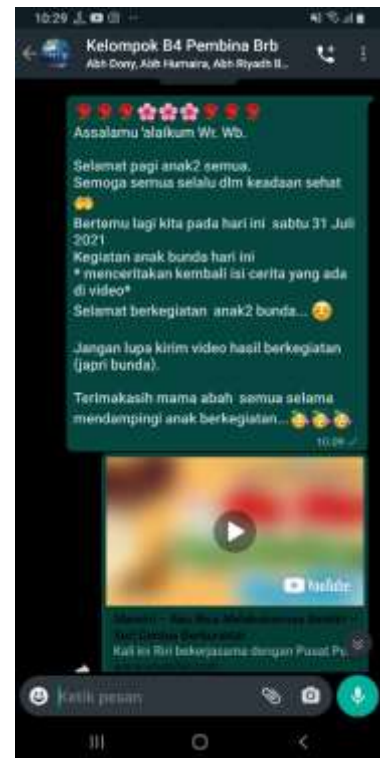 10:29
Kelompok B4 Pembina Brb
Abh Dony, Abh Humaira, Abh Riyadh B...
Assalamu 'alaikum Wr. Wb.
Selamat pagi anak2 semua.
Semoga semua selalu dlm keadaan sehat
Bertemu lagi kita pada hari ini sabtu 31 Juli
2021
Kegiatan anak bunda hari ini
* menceritakan kembali isi cerita yang ada
di video*
Selamat berkegiatan anak2 bunda...
Jangan lupa kirim video hasil berkegiatan
(japri bunda).
Terimakasih mama abah semua selama
mendampingi anak berkegiatan...
10.09
YouTube
Kali ini Riri bekerjasama dengan Pusat
Ketik pesan